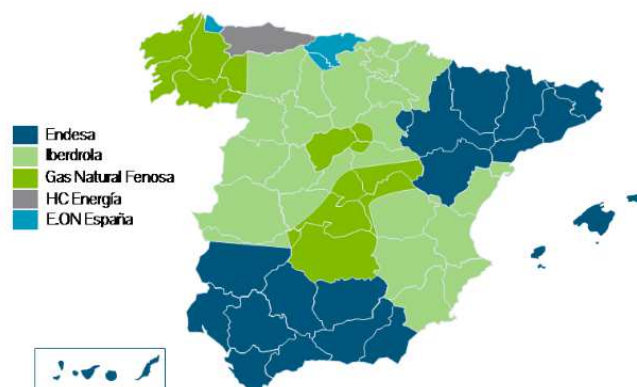 Endesa
Iberdrola
Gas Natural Fenosa
HC Energía
E.ON España